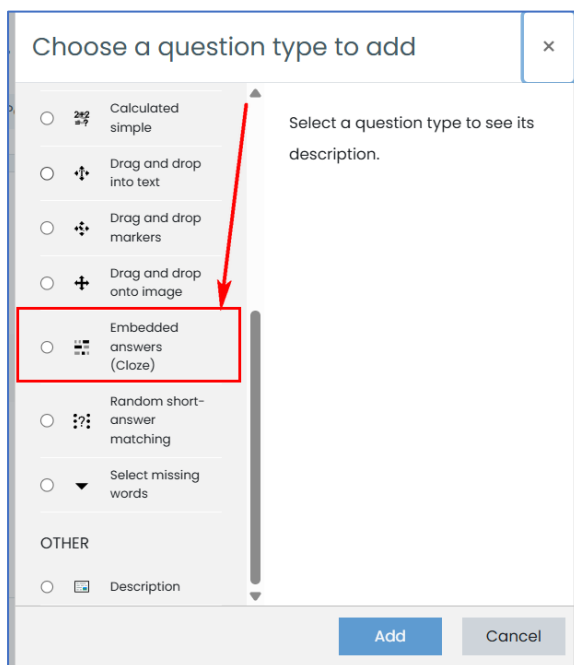 Choose a question type to add
×
Calculated
simple
Drag and drop
into text
Drag and drop
markers
Drag and drop
onto image
Embedded
answers
(Cloze)
Random short-
answer
matching
Select missing
words
OTHER
Description
Select a question type to see its
description.
Add
Cancel